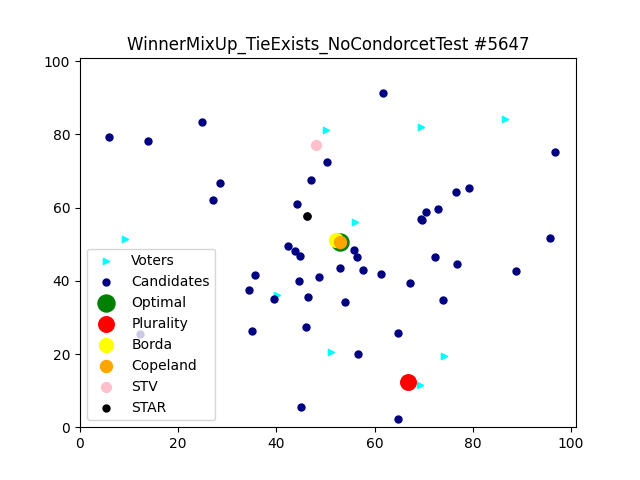 WinnerMixUp_TieExists_NoCondorcetTest #5647
100
80
60
40
20
0
Voters
Candidates
Optimal
Plurality
Borda
Copeland
STV
STAR
0 20 40 60 80 100